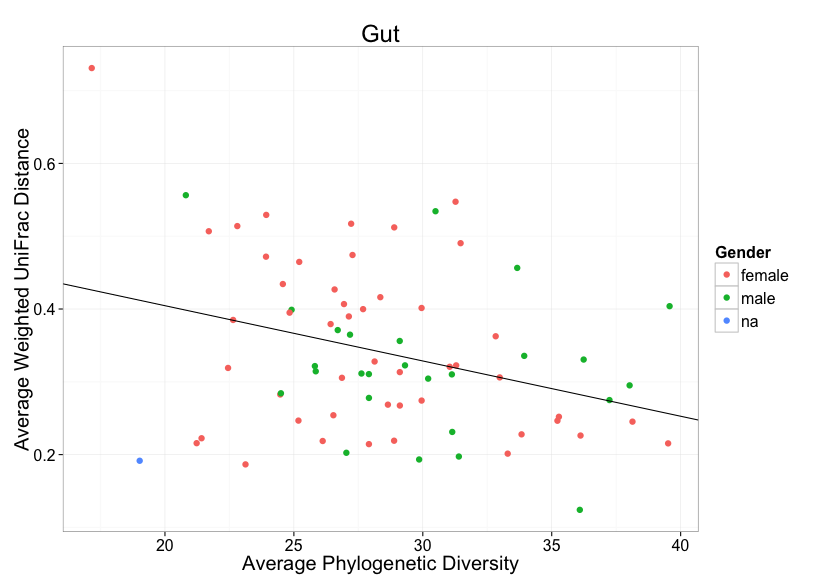 Gut
Average Weighted UniFrac Distance
0.6
0.4
0.2
20 25 30 35 40
Average Phylogenetic Diversity
Gender
female
male
na